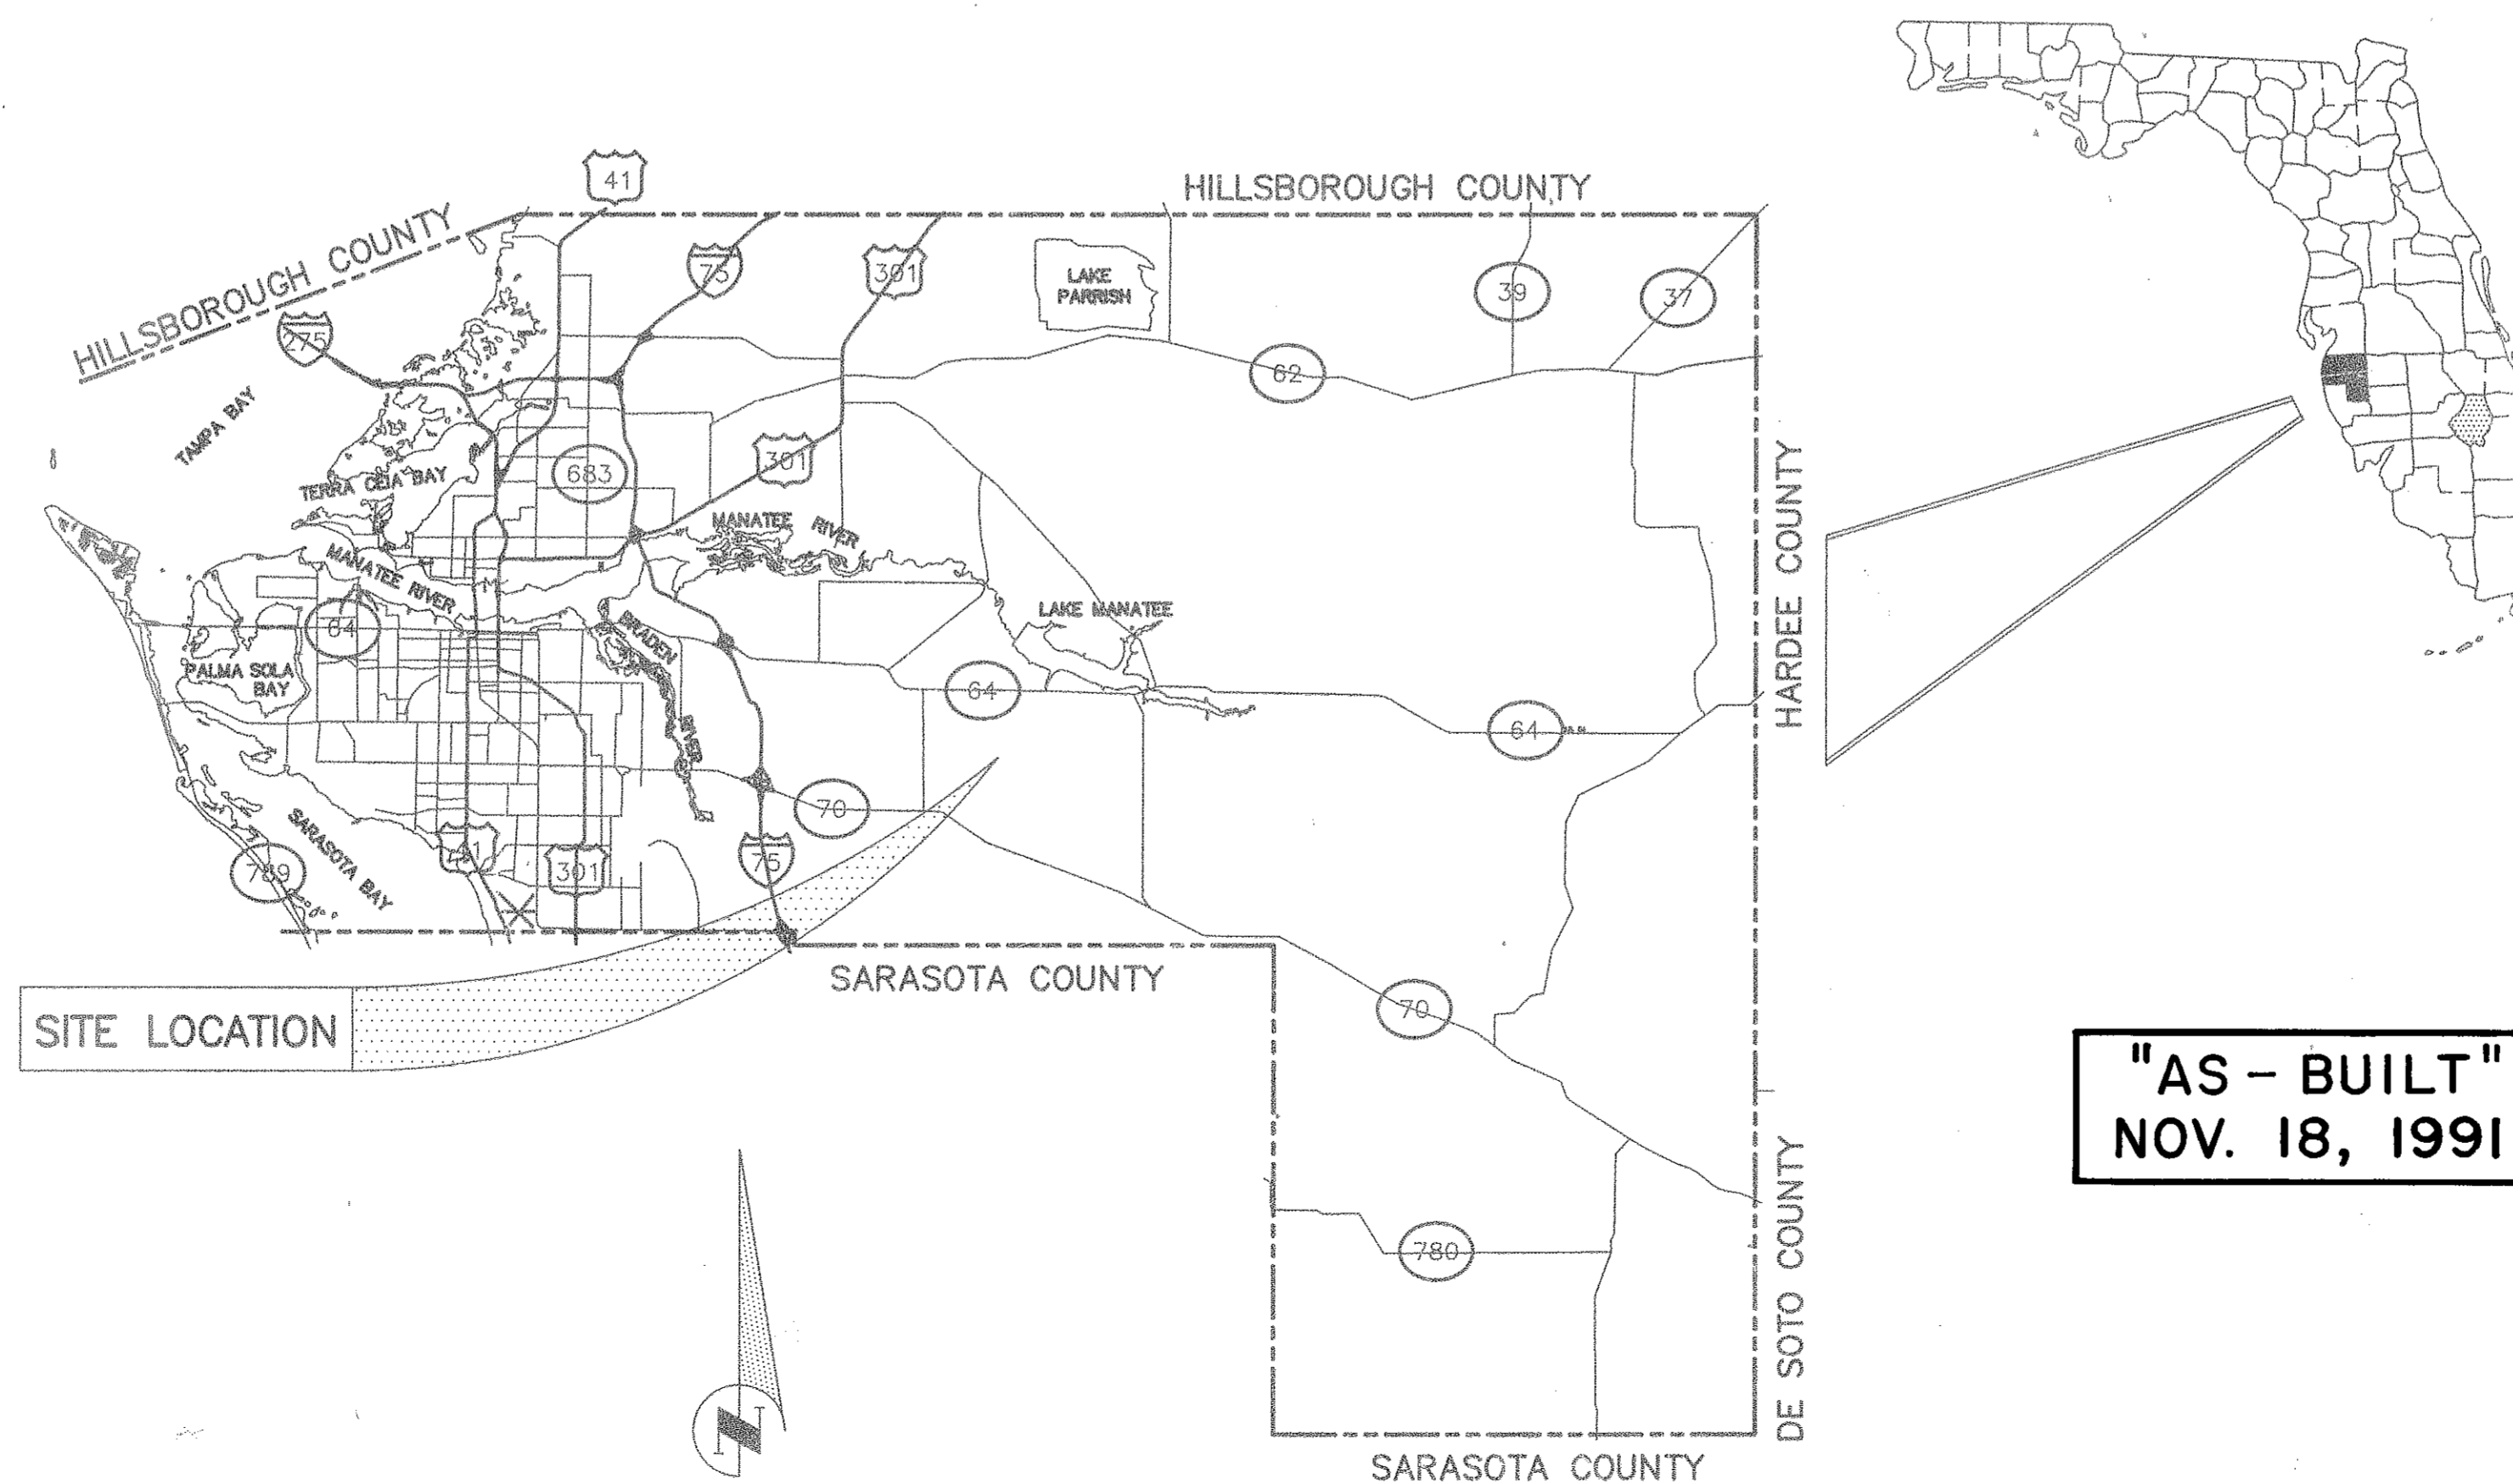 41
HILLSBOROUGH COUNTY
HILLSBOROUGH COUNTY
75
301
LAKE
PARRISH
39
37
275
62
TAMPA BAY
TERRA CEIA BAY
683
301
MANATEE RIVER
HARDEE COUNTY
MANATEE RIVER
64
BRADEN
RIVER
LAKE MANATEE
PALMA SOLA
BAY
64
64
70
SARASOTA BAY
789
41
301
75
SARASOTA COUNTY
SITE LOCATION
70
"AS-BUILT"
NOV. 18, 1991
780
DE SOTO COUNTY
N
SARASOTA COUNTY